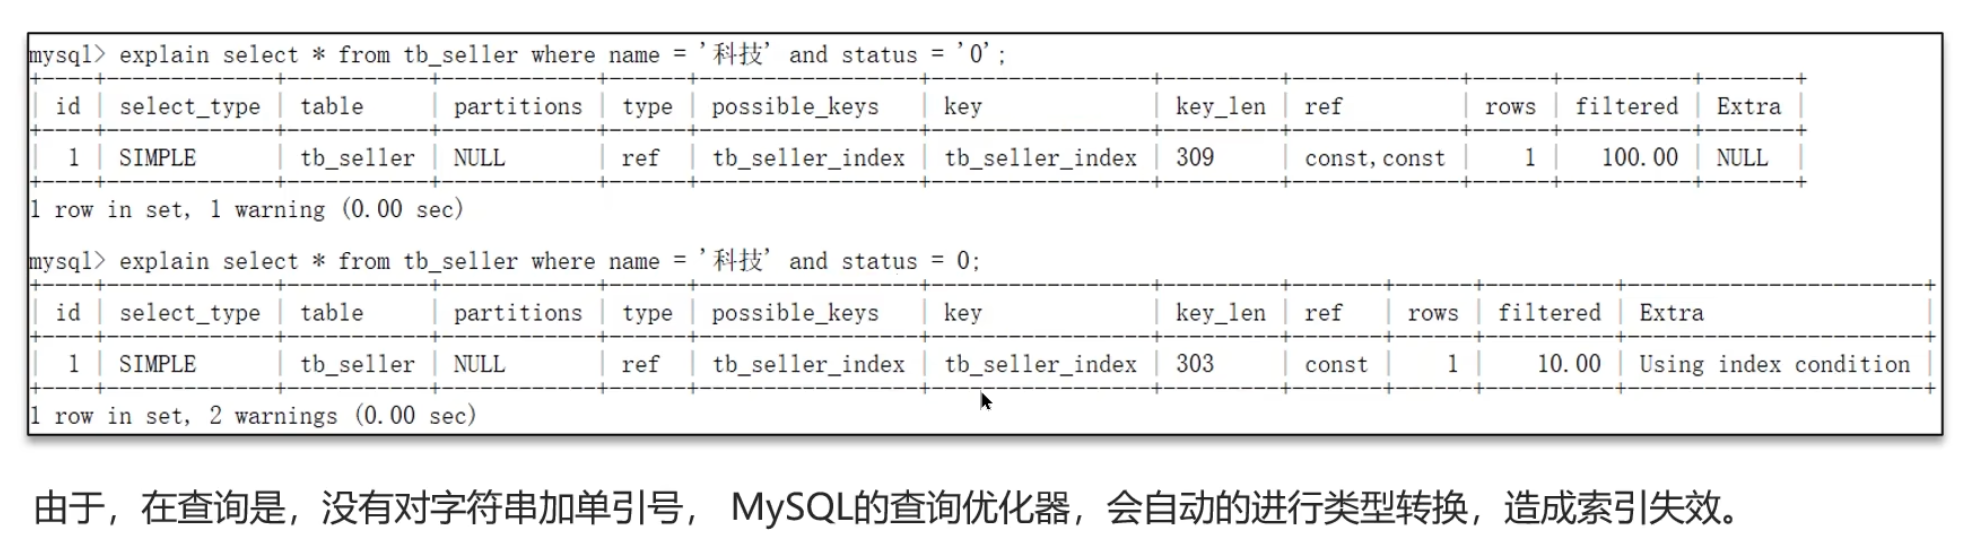 mysql> explain select * from tb_seller where name = '科技' and status = '0';
+----+-------------+-----------+------------+------+-----------------+-----------------+---------+-------------+------+----------+-------+
| id | select_type | table | partitions | type | possible_keys | key | key_len | ref | rows | filtered | Extra |
+----+-------------+-----------+------------+------+-----------------+-----------------+---------+-------------+------+----------+-------+
| 1 | SIMPLE | tb_seller | NULL | ref | tb_seller_index | tb_seller_index | 309 | const,const | 1 | 100.00 | NULL |
+----+-------------+-----------+------------+------+-----------------+-----------------+---------+-------------+------+----------+-------+
1 row in set, 1 warning (0.00 sec)
mysql> explain select * from tb_seller where name = '科技' and status = 0;
+----+-------------+-----------+------------+------+-----------------+-----------------+---------+-------+------+----------+-----------------------+
| id | select_type | table | partitions | type | possible_keys | key | key_len | ref | rows | filtered | Extra |
+----+-------------+-----------+------------+------+-----------------+-----------------+---------+-------+------+----------+-----------------------+
| 1 | SIMPLE | tb_seller | NULL | ref | tb_seller_index | tb_seller_index | 303 | const | 1 | 10.00 | Using index condition |
+----+-------------+-----------+------------+------+-----------------+-----------------+---------+-------+------+----------+-----------------------+
1 row in set, 2 warnings (0.00 sec)
由于，在查询是，没有对字符串加单引号， MySQL的查询优化器，会自动的进行类型转换，造成索引失效。